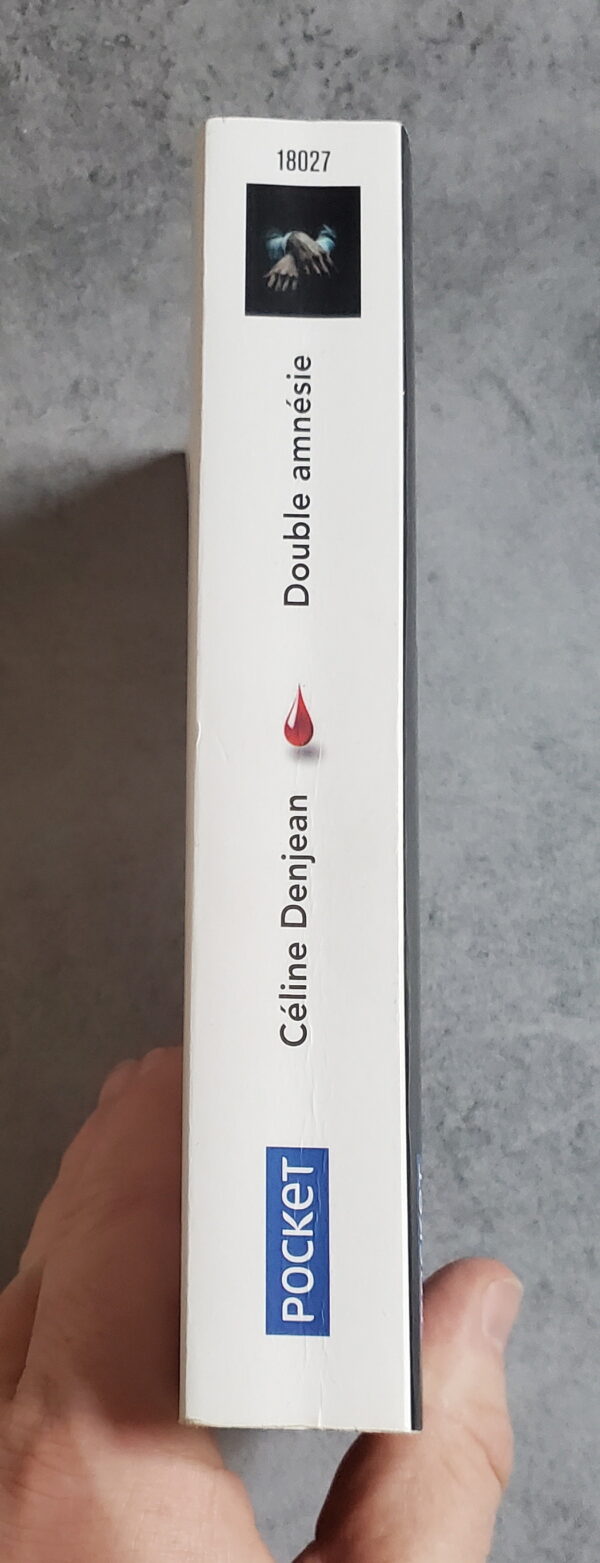 18027
Double amnésie
Céline Denjean
POCKET